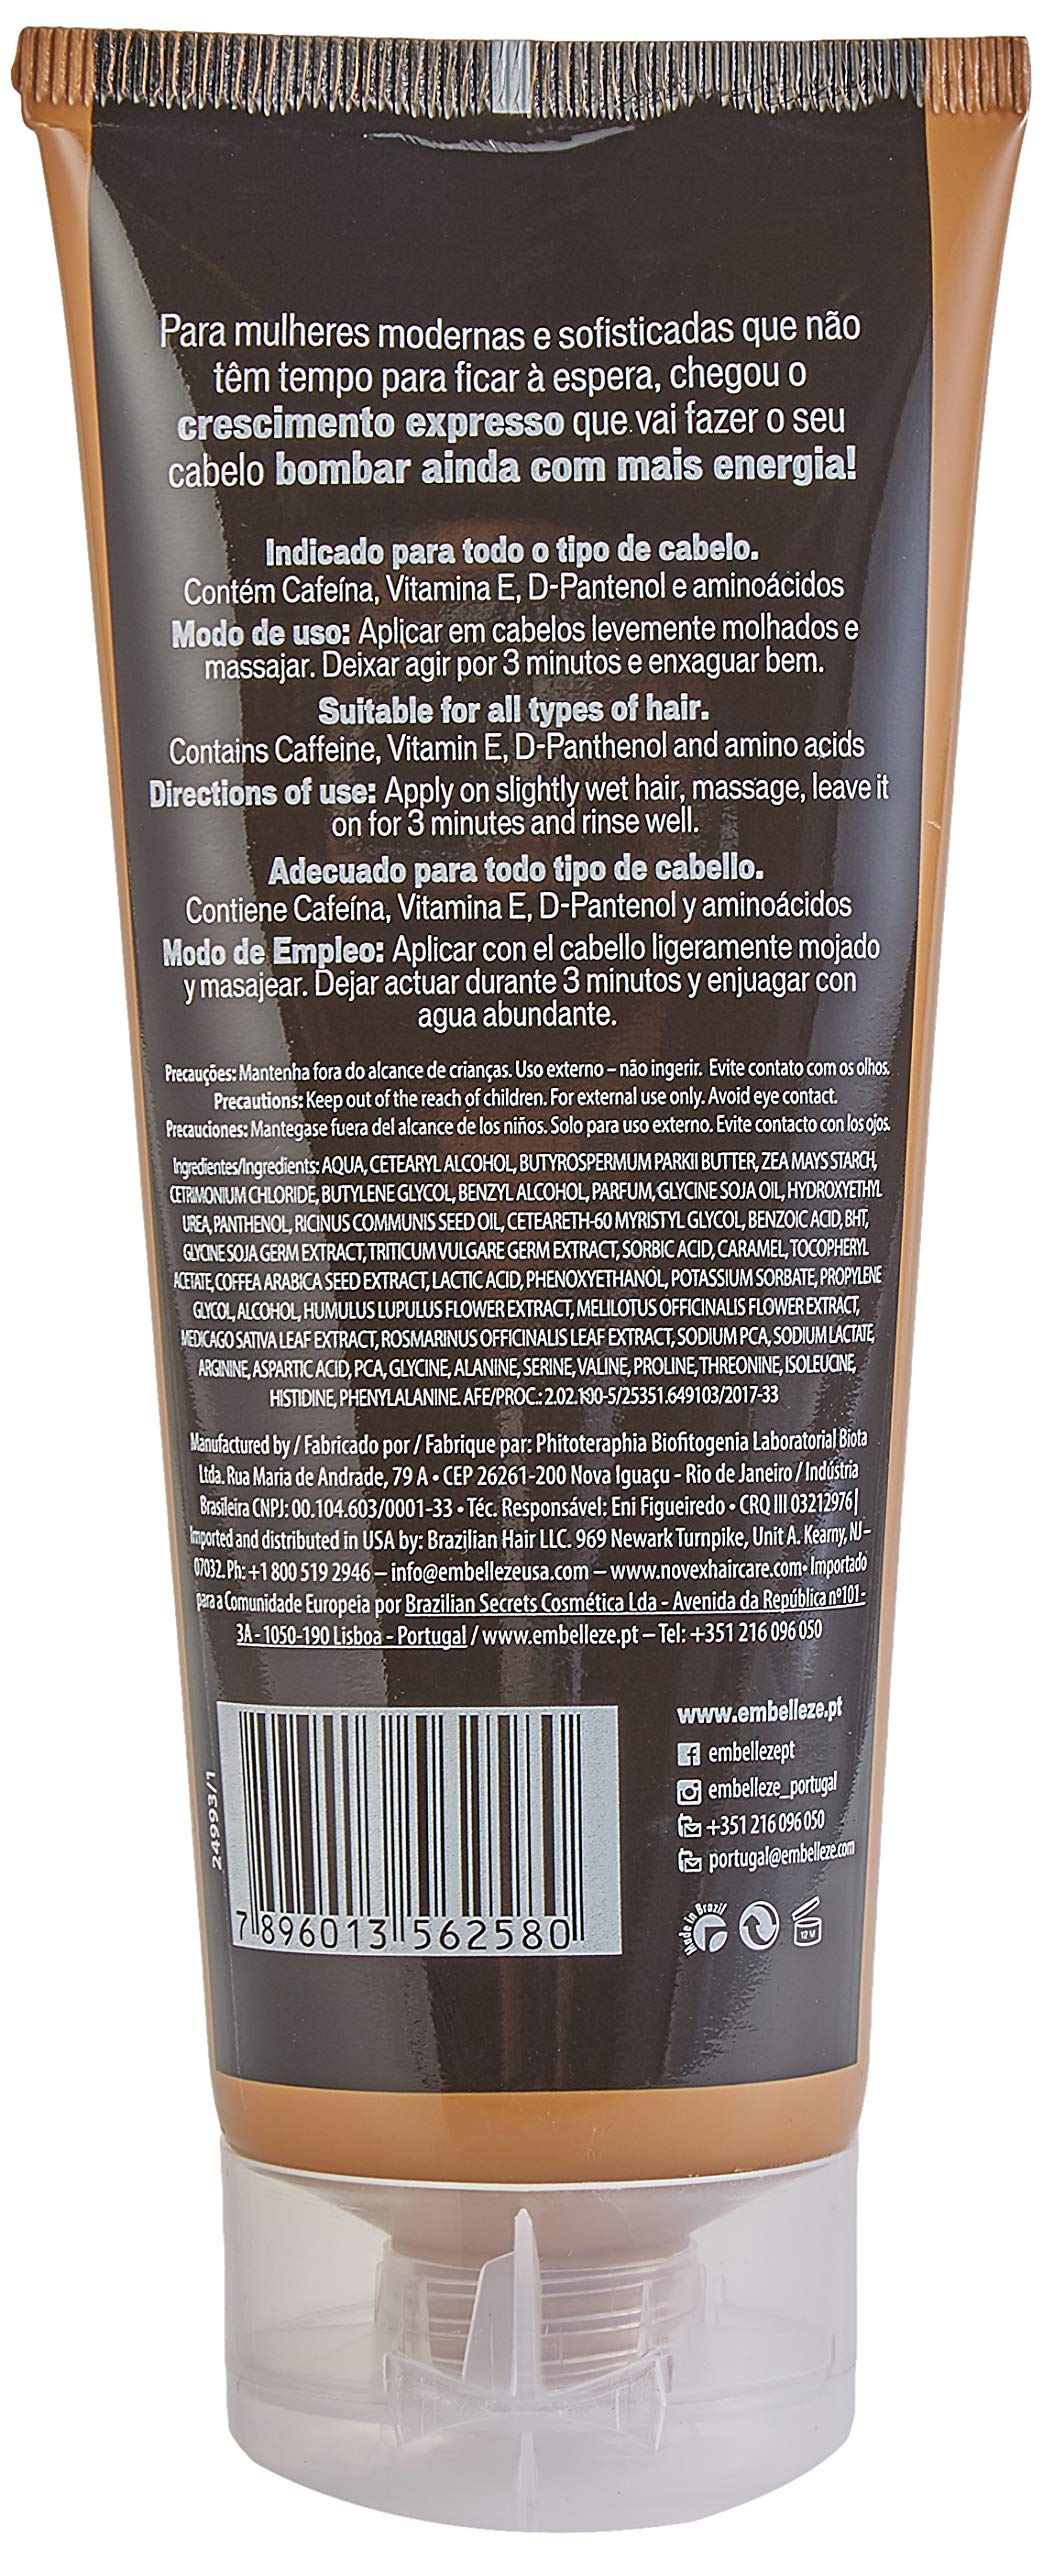 Para mulheres modernas e sofisticadas que não
têm tempo para ficar à espera, chegou o
crescimento expresso que vai fazer o seu
cabelo bombar ainda com mais energia!
Indicado para todo o tipo de cabelo.
Contém Cafeína, Vitamina E, D-Pantenol e aminoácidos
Modo de uso: Aplicar em cabelos levemente molhados e
massajar. Deixar agir por 3 minutos e enxaguar bem.
Suitable for all types of hair.
Contains Caffeine, Vitamin E, D-Panthenol and amino acids
Directions of use: Apply on slightly wet hair, massage, leave it
on for 3 minutes and rinse well.
Adecuado para todo tipo de cabello.
Contiene Cafeína, Vitamina E, D-Pantenol y aminoácidos
Modo de Empleo: Aplicar con el cabello ligeramente mojado
y masajear. Dejar actuar durante 3 minutos y enjuagar con
agua abundante.
Precauções: Mantenha fora do alcance de crianças. Uso externo – não ingerir. Evite contato com os olhos.
Precautions: Keep out of the reach of children. For external use only. Avoid eye contact.
Precauciones: Mantegase fuera del alcance de los niños. Solo para uso externo. Evite contacto con los ojos.
Ingredientes/Ingredients: AQUA, CETEARYL ALCOHOL, BUTYROSPERMUM PARKII BUTTER, ZEA MAYS STARCH,
CETRIMONIUM CHLORIDE, BUTYLENE GLYCOL, BENZYL ALCOHOL, PARFUM, GLYCINE SOJA OIL, HYDROXYETHYL
UREA, PANTHENOL, RICINUS COMMUNIS SEED OIL, CETEARETH-60 MYRISTYL GLYCOL, BENZOIC ACID, BHT,
GLYCINE SOJA GERM EXTRACT, TRITICUM VULGARE GERM EXTRACT, SORBIC ACID, CARAMEL, TOCOPHERYL
ACETATE, COFFEA ARABICA SEED EXTRACT, LACTIC ACID, PHENOXYETHANOL, POTASSIUM SORBATE, PROPYLENE
GLYCOL, ALCOHOL, HUMULUS LUPULUS FLOWER EXTRACT, MELILOTUS OFFICINALIS FLOWER EXTRACT,
MEDICAGO SATIVA LEAF EXTRACT, ROSMARINUS OFFICINALIS LEAF EXTRACT, SODIUM PCA, SODIUM LACTATE,
ARGININE, ASPARTIC ACID, PCA, GLYCINE, ALANINE, SERINE, VALINE, PROLINE, THREONINE, ISOLEUCINE,
HISTIDINE, PHENYLALANINE. AFE/PROC.: 2.02.190-5/25351.649103/2017-33
Manufactured by / Fabricado por / Fabrique par: Phitoteraphia Biofitogenia Laboratorial Biota
Ltda. Rua Maria de Andrade, 79 A • CEP 26261-200 Nova Iguaçu - Rio de Janeiro / Indústria
Brasileira CNPJ: 00.104.603/0001-33 • Téc. Responsável: Eni Figueiredo • CRQ III 03212976 |
Imported and distributed in USA by: Brazilian Hair LLC. 969 Newark Turnpike, Unit A. Kearny, NJ –
07032. Ph: +1 800 519 2946 – info@embellezeusa.com – www.novexhaircare.com• Importado
para a Comunidade Europeia por Brazilian Secrets Cosmética Lda - Avenida da República nº101 -
3A - 1050-190 Lisboa - Portugal / www.embelleze.pt – Tel: +351 216 096 050
24993/1
7 896013 562580
www.embelleze.pt
embellezept
embelleze_portugal
+351 216 096 050
portugal@embelleze.com
Made in Brazil
12 M